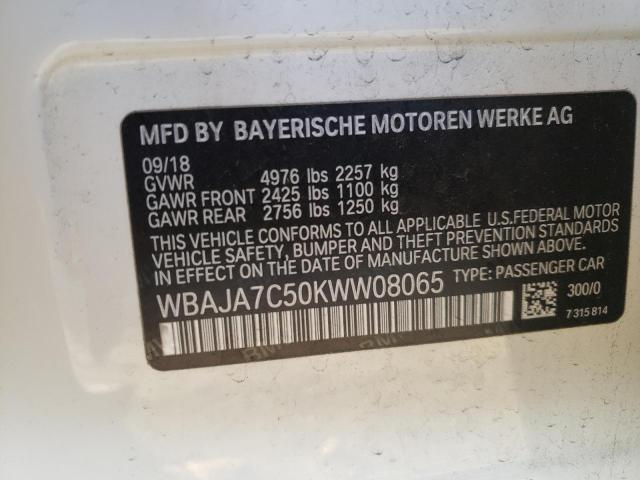 MFD BY BAYERISCHE MOTOREN WERKE AG
09/18
GVWR 4976 lbs 2257 kg
GAWR FRONT 2425 lbs 1100 kg
GAWR REAR 2756 lbs 1250 kg
THIS VEHICLE CONFORMS TO ALL APPLICABLE U.S.FEDERAL MOTOR
VEHICLE SAFETY, BUMPER AND THEFT PREVENTION STANDARDS
IN EFFECT ON THE DATE OF MANUFACTURE SHOWN ABOVE.
WBAJA7C50KWW08065 TYPE: PASSENGER CAR
300/0
7 315 814
BMW